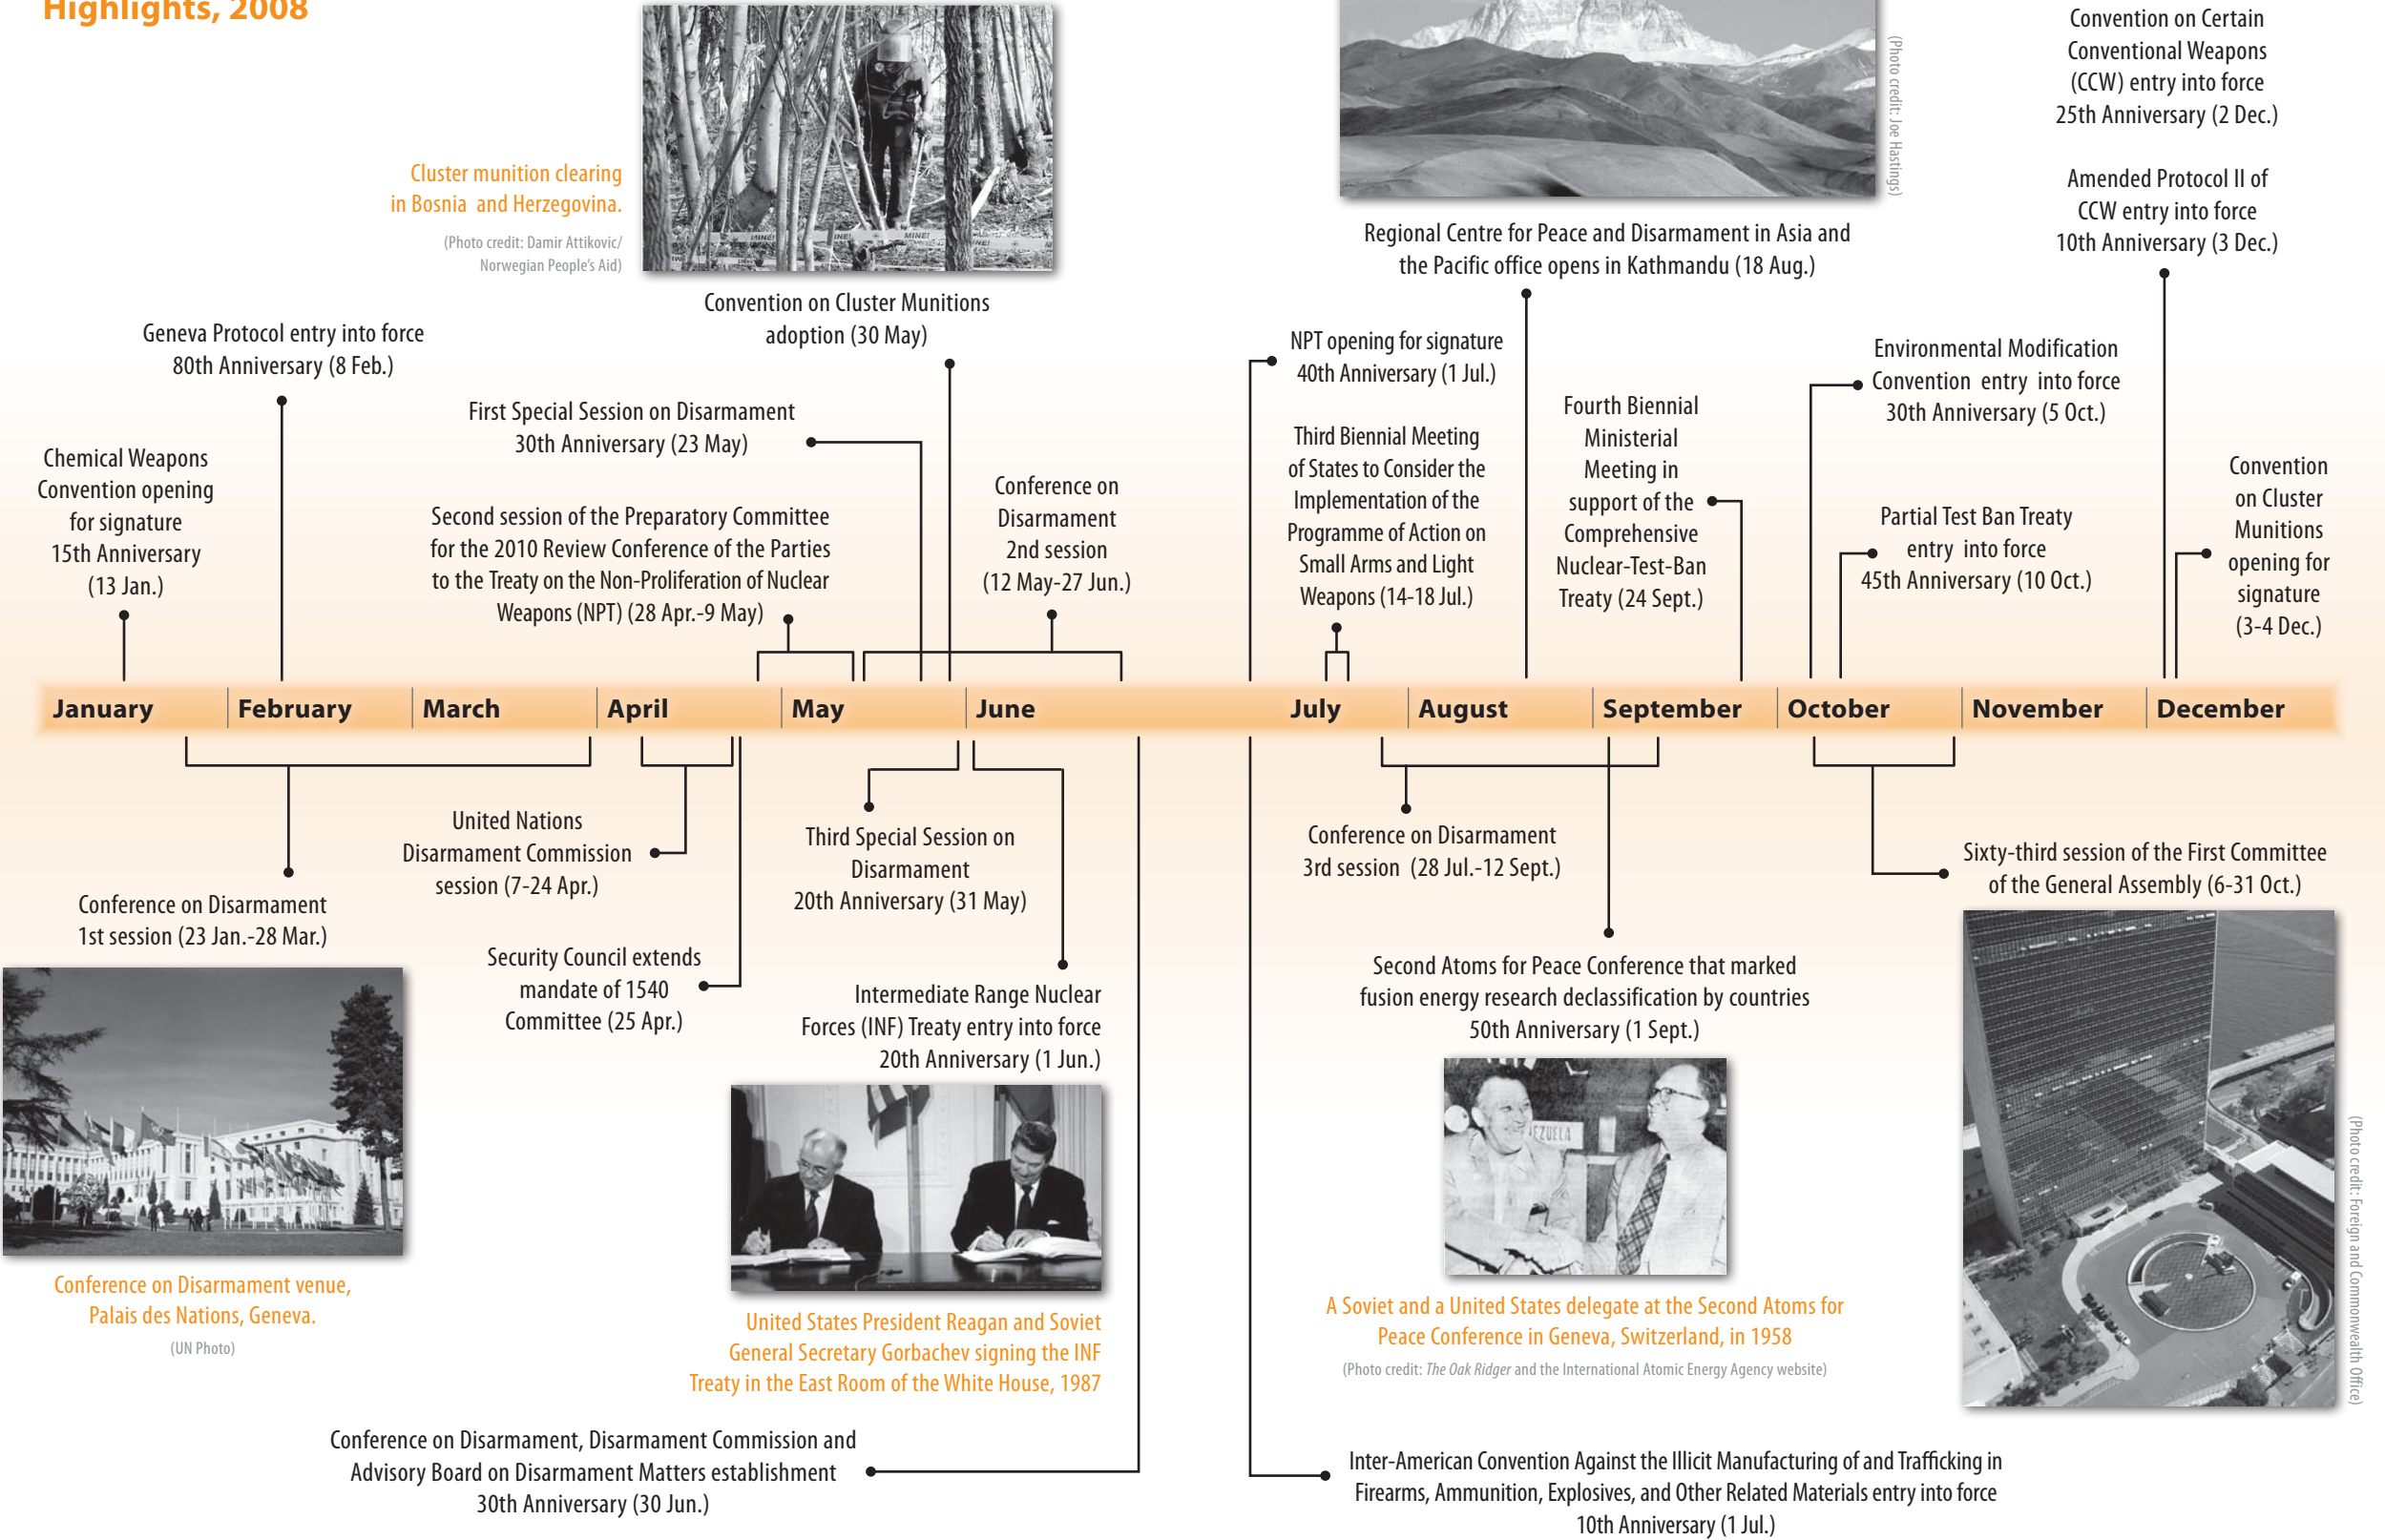 Highlights, 2008
Cluster munition clearing
in Bosnia and Herzegovina.
(Photo credit: Damir Attikovic/
Norwegian People's Aid)
MINE!
Convention on Cluster Munitions
adoption (30 May)
(Photo credit: Joe Hastings)
Regional Centre for Peace and Disarmament in Asia and
the Pacific office opens in Kathmandu (18 Aug.)
Convention on Certain
Conventional Weapons
(CCW) entry into force
25th Anniversary (2 Dec.)
Amended Protocol II of
CCW entry into force
10th Anniversary (3 Dec.)
Geneva Protocol entry into force
80th Anniversary (8 Feb.)
Chemical Weapons
Convention opening
for signature
15th Anniversary
(13 Jan.)
First Special Session on Disarmament
30th Anniversary (23 May)
Second session of the Preparatory Committee
for the 2010 Review Conference of the Parties
to the Treaty on the Non-Proliferation of Nuclear
Weapons (NPT) (28 Apr.-9 May)
Conference on
Disarmament
2nd session
(12 May-27 Jun.)
NPT opening for signature
40th Anniversary (1 Jul.)
Third Biennial Meeting
of States to Consider the
Implementation of the
Programme of Action on
Small Arms and Light
Weapons (14-18 Jul.)
Fourth Biennial
Ministerial
Meeting in
support of the
Comprehensive
Nuclear-Test-Ban
Treaty (24 Sept.)
Environmental Modification
Convention entry into force
30th Anniversary (5 Oct.)
Partial Test Ban Treaty
entry into force
45th Anniversary (10 Oct.)
Convention
on Cluster
Munitions
opening for
signature
(3-4 Dec.)
January February March April May June July August September October November December
Conference on Disarmament
1st session (23 Jan.-28 Mar.)
United Nations
Disarmament Commission
session (7-24 Apr.)
Security Council extends
mandate of 1540
Committee (25 Apr.)
Third Special Session on
Disarmament
20th Anniversary (31 May)
Intermediate Range Nuclear
Forces (INF) Treaty entry into force
20th Anniversary (1 Jun.)
Conference on Disarmament
3rd session (28 Jul.-12 Sept.)
Second Atoms for Peace Conference that marked
fusion energy research declassification by countries
50th Anniversary (1 Sept.)
Sixty-third session of the First Committee
of the General Assembly (6-31 Oct.)
Conference on Disarmament venue,
Palais des Nations, Geneva.
(UN Photo)
United States President Reagan and Soviet
General Secretary Gorbachev signing the INF
Treaty in the East Room of the White House, 1987
EZUELA
A Soviet and a United States delegate at the Second Atoms for
Peace Conference in Geneva, Switzerland, in 1958
(Photo credit: The Oak Ridger and the International Atomic Energy Agency website)
(Photo credit: Foreign and Commonwealth Office)
Conference on Disarmament, Disarmament Commission and
Advisory Board on Disarmament Matters establishment
30th Anniversary (30 Jun.)
Inter-American Convention Against the Illicit Manufacturing of and Trafficking in
Firearms, Ammunition, Explosives, and Other Related Materials entry into force
10th Anniversary (1 Jul.)